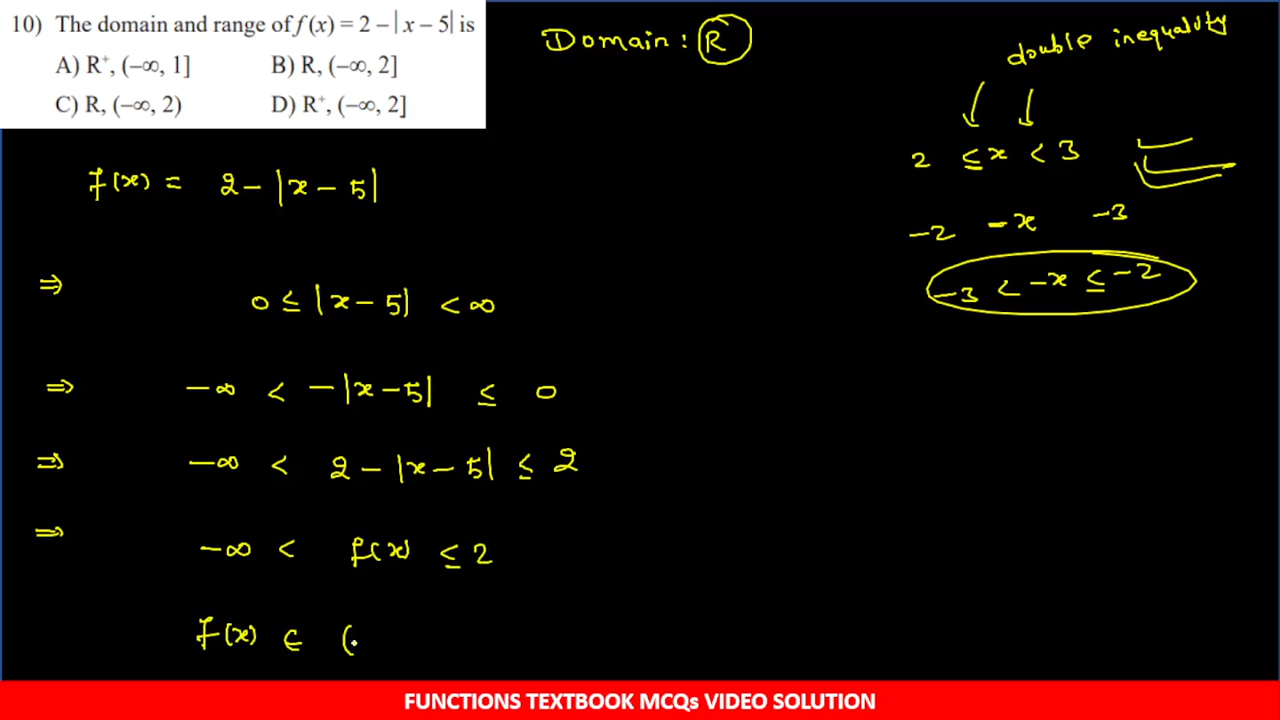 10) The domain and range of f(x) = 2 – | x – 5| is
A) R⁺, (–∞, 1]
B) R, (–∞, 2]
C) R, (–∞, 2)
D) R⁺, (–∞, 2]
Domain : R
double inequality
2 ≤ x < 3
-2 -x -3
-3 < -x ≤ -2
f(x) = 2 - |x - 5|
⇒ 0 ≤ |x - 5| < ∞
⇒ -∞ < -|x - 5| ≤ 0
⇒ -∞ < 2 - |x - 5| ≤ 2
⇒ -∞ < f(x) ≤ 2
f(x) ∈ (
FUNCTIONS TEXTBOOK MCQs VIDEO SOLUTION